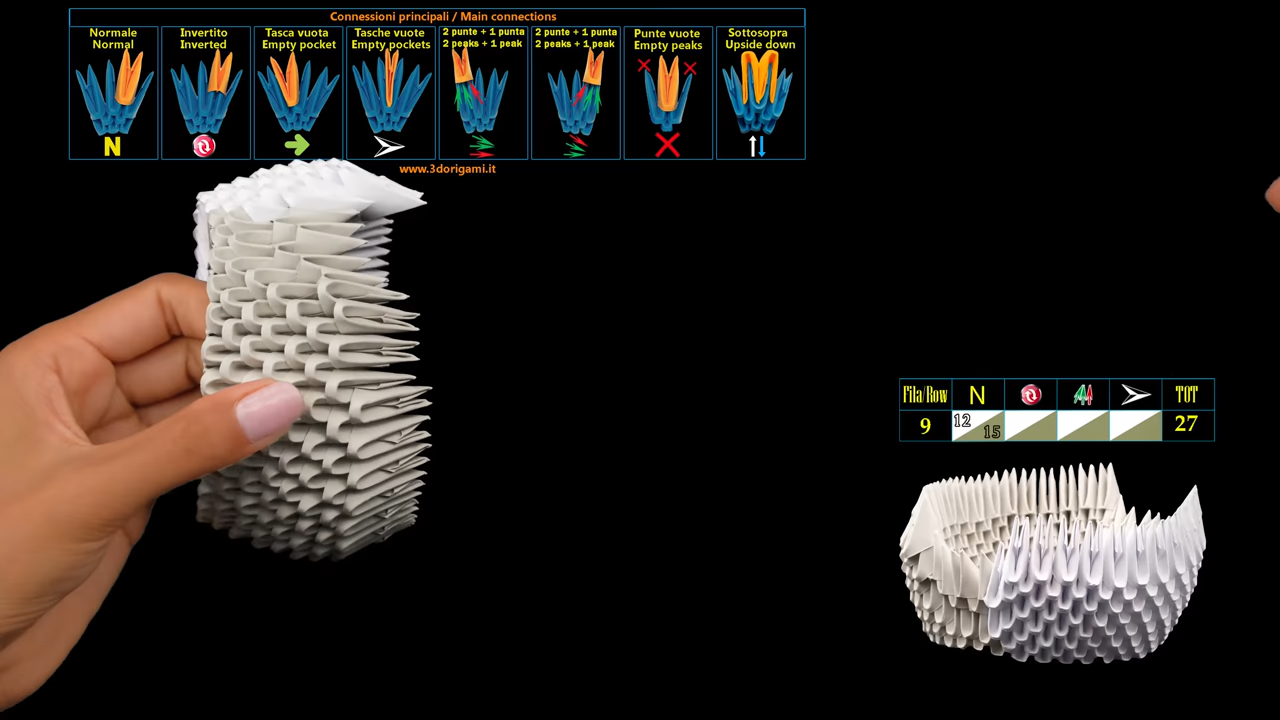 Connessioni principali / Main connections
Normale
Normal
Invertito
Inverted
Tasca vuota
Empty pocket
Tasche vuote
Empty pockets
2 punte + 1 punta
2 peaks + 1 peak
2 punte + 1 punta
2 peaks + 1 peak
Punte vuote
Empty peaks
Sottosopra
Upside down
N
www.3dorigami.it
Fila/Row N TOT
9 12 15 27